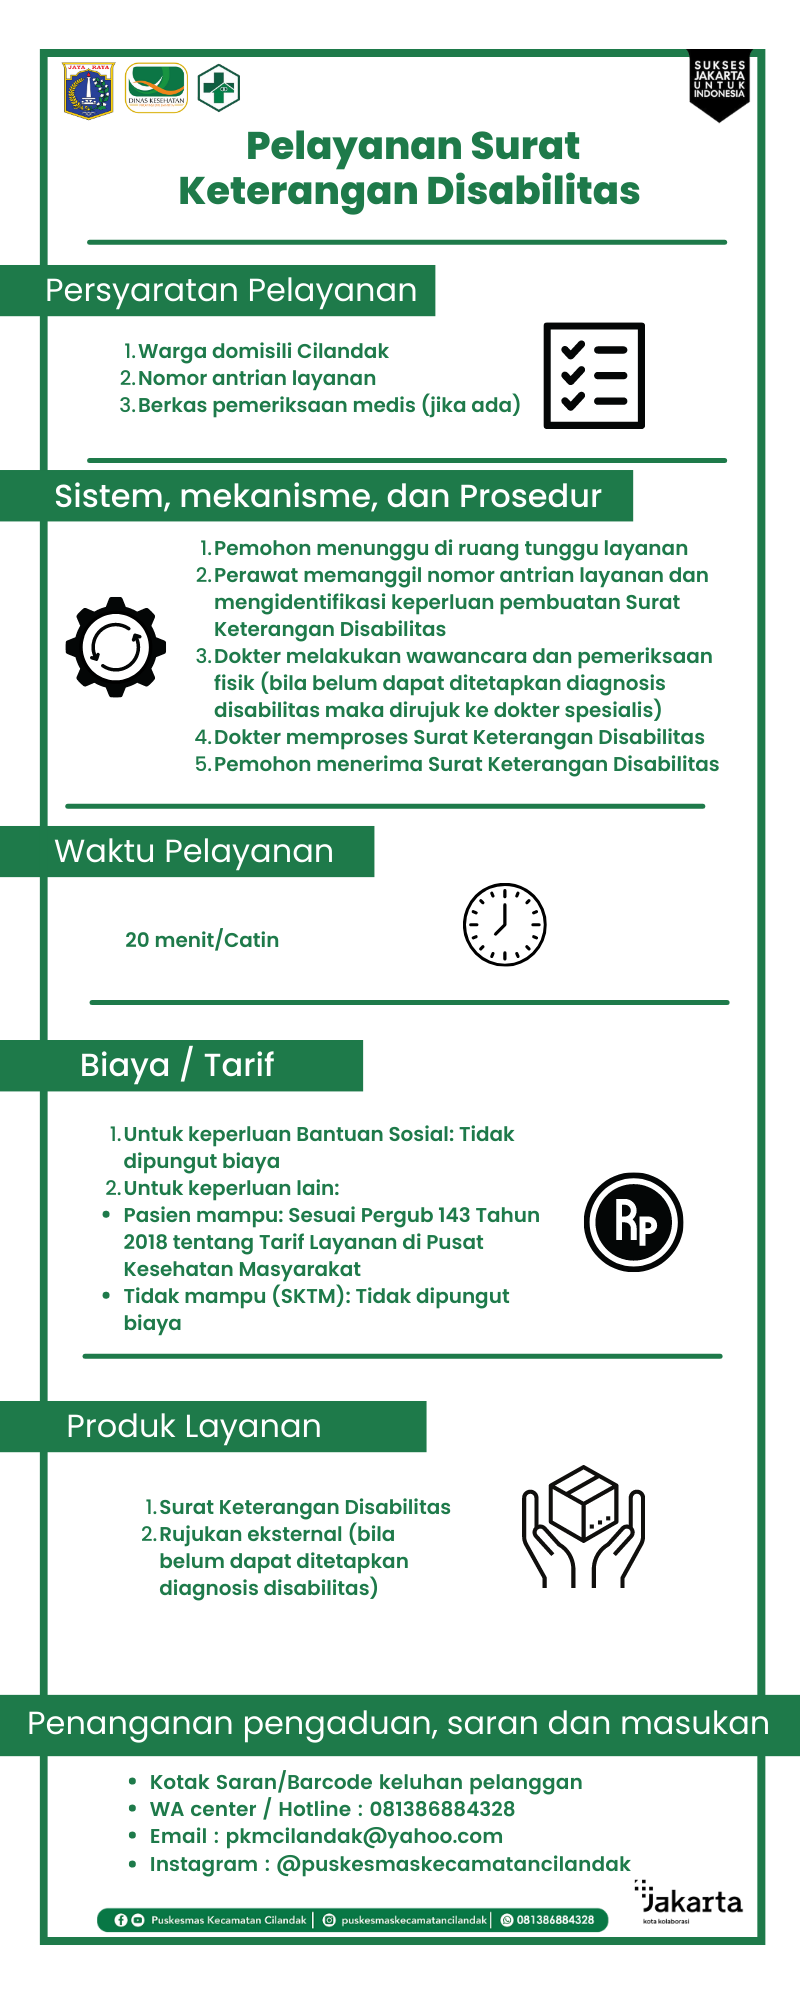 JAYA RAYA
DINAS KESEHATAN
SUKSES
JAKARTA
UNTUK
INDONESIA
Pelayanan Surat
Keterangan Disabilitas
Persyaratan Pelayanan
1. Warga domisili Cilandak
2. Nomor antrian layanan
3. Berkas pemeriksaan medis (jika ada)
Sistem, mekanisme, dan Prosedur
1. Pemohon menunggu di ruang tunggu layanan
2. Perawat memanggil nomor antrian layanan dan
mengidentifikasi keperluan pembuatan Surat
Keterangan Disabilitas
3. Dokter melakukan wawancara dan pemeriksaan
fisik (bila belum dapat ditetapkan diagnosis
disabilitas maka dirujuk ke dokter spesialis)
4. Dokter memproses Surat Keterangan Disabilitas
5. Pemohon menerima Surat Keterangan Disabilitas
Waktu Pelayanan
20 menit/Catin
Biaya / Tarif
1. Untuk keperluan Bantuan Sosial: Tidak
dipungut biaya
2. Untuk keperluan lain:
• Pasien mampu: Sesuai Pergub 143 Tahun
2018 tentang Tarif Layanan di Pusat
Kesehatan Masyarakat
• Tidak mampu (SKTM): Tidak dipungut
biaya
Rp
Produk Layanan
1. Surat Keterangan Disabilitas
2. Rujukan eksternal (bila
belum dapat ditetapkan
diagnosis disabilitas)
Penanganan pengaduan, saran dan masukan
• Kotak Saran/Barcode keluhan pelanggan
• WA center / Hotline : 081386884328
• Email : pkmcilandak@yahoo.com
• Instagram : @puskesmaskecamatancilandak
Jakarta
kota kolaborasi
Puskesmas Kecamatan Cilandak | puskesmaskecamatancilandak | 081386884328